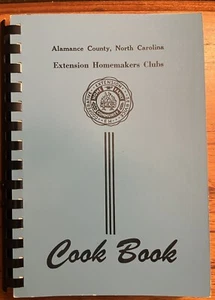 Alamance County, North Carolina
Extension Homemakers Clubs
Cook Book